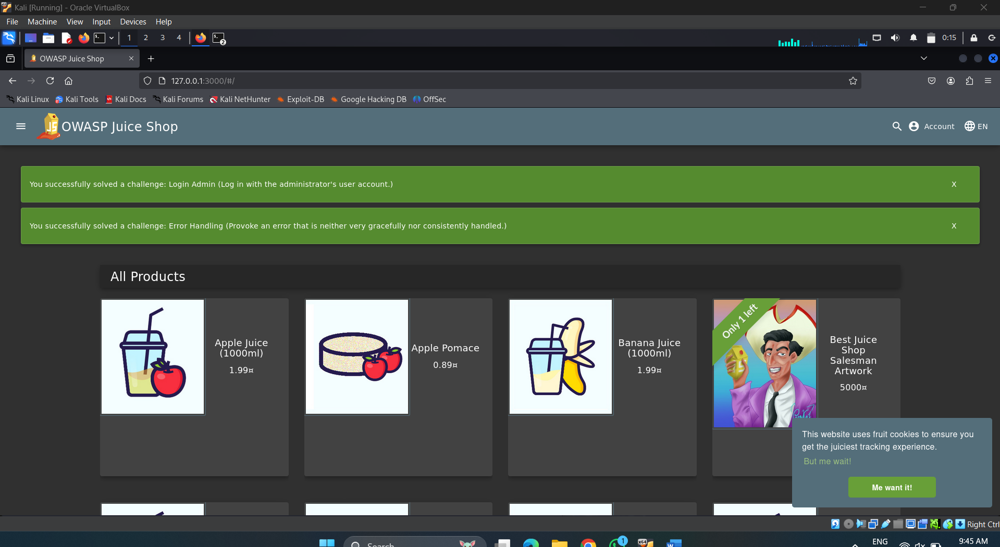 Kali [Running] - Oracle VirtualBox
File Machine View Input Devices Help
1 2 3 4 2 0:15
OWASP Juice Shop
127.0.0.1:3000/#/
Kali Linux Kali Tools Kali Docs Kali Forums Kali NetHunter Exploit-DB Google Hacking DB OffSec
JS OWASP Juice Shop Account EN
You successfully solved a challenge: Login Admin (Log in with the administrator's user account.) X
You successfully solved a challenge: Error Handling (Provoke an error that is neither very gracefully nor consistently handled.) X
All Products
Apple Juice
(1000ml)
1.99¤
Apple Pomace
0.89¤
Banana Juice
(1000ml)
1.99¤
Only 1 left
Best Juice
Shop
Salesman
Artwork
5000¤
This website uses fruit cookies to ensure you
get the juiciest tracking experience.
But me wait!
Me want it!
Right Ctrl
Search 1 x64 W ENG 9:45 AM